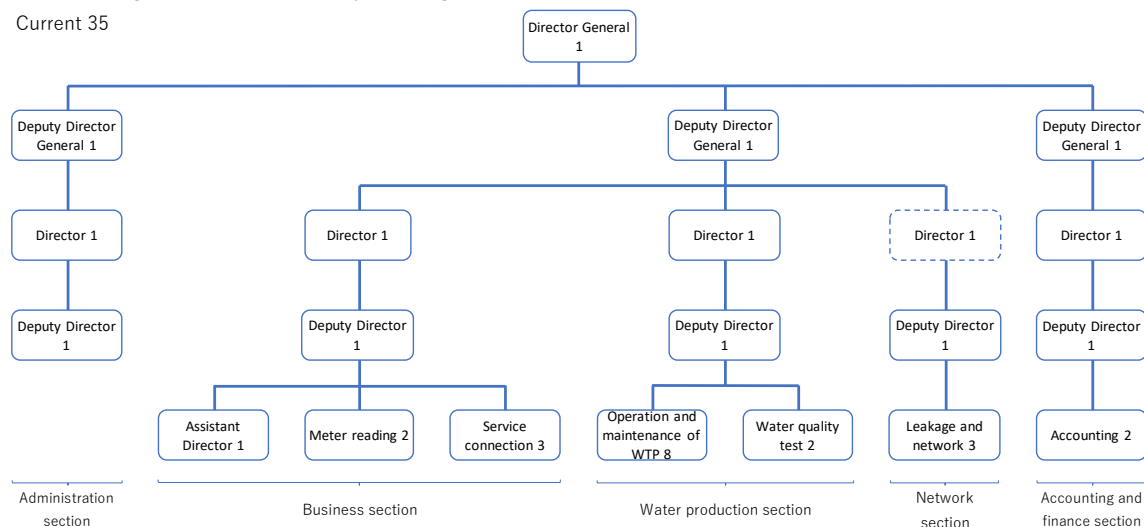 Current 35
Director General
1
Deputy Director
General 1
Deputy Director
General 1
Deputy Director
General 1
Director 1
Director 1
Director 1
Director 1
Director 1
Deputy Director
1
Deputy Director
1
Deputy Director
1
Deputy Director
1
Deputy Director
1
Assistant
Director 1
Meter reading 2
Service
connection 3
Operation and
maintenance of
WTP 8
Water quality
test 2
Leakage and
network 3
Accounting 2
Administration
section
Business section
Water production section
Network
section
Accounting and
finance section